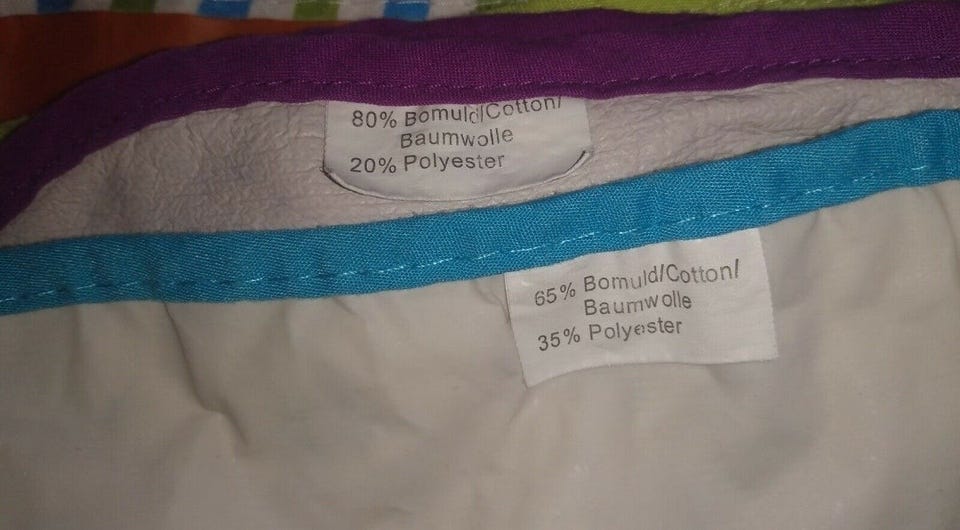 80% Bomuld/Cotton/
Baumwolle
20% Polyester
65% Bomuld/Cotton/
Baumwolle
35% Polyester